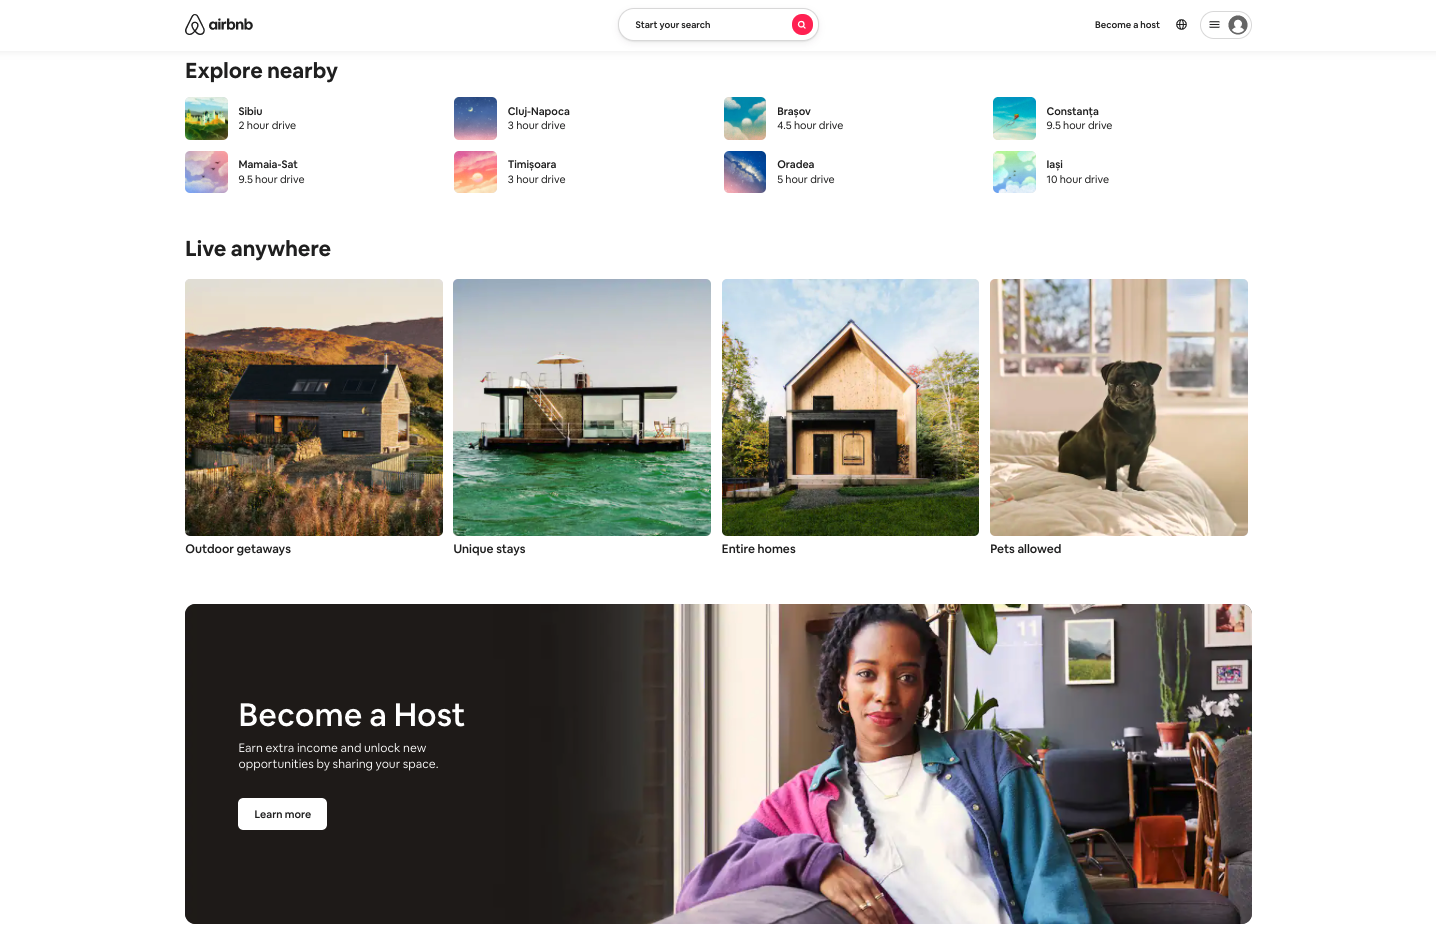 airbnb
Start your search
Become a host
Explore nearby
Sibiu
2 hour drive
Cluj-Napoca
3 hour drive
Brașov
4.5 hour drive
Constanța
9.5 hour drive
Mamaia-Sat
9.5 hour drive
Timișoara
3 hour drive
Oradea
5 hour drive
Iași
10 hour drive
Live anywhere
Outdoor getaways
Unique stays
Entire homes
Pets allowed
Become a Host
Earn extra income and unlock new
opportunities by sharing your space.
Learn more
11